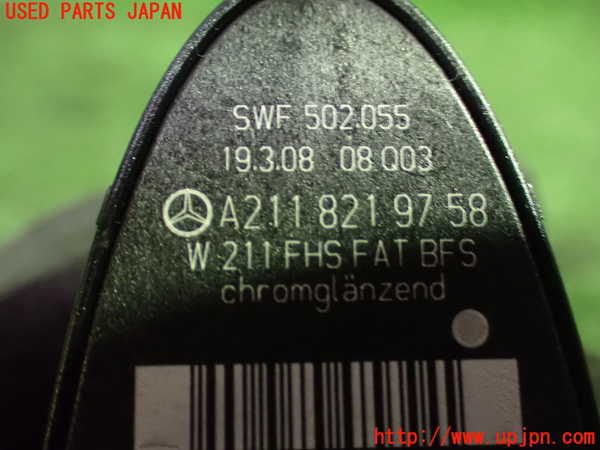 USED PARTS JAPAN
SWF 502.055
19.3.08 08 Q03
A211 821 97 58
W 211 FHS FAT BFS
chromglänzend
http://www.upjpn.com